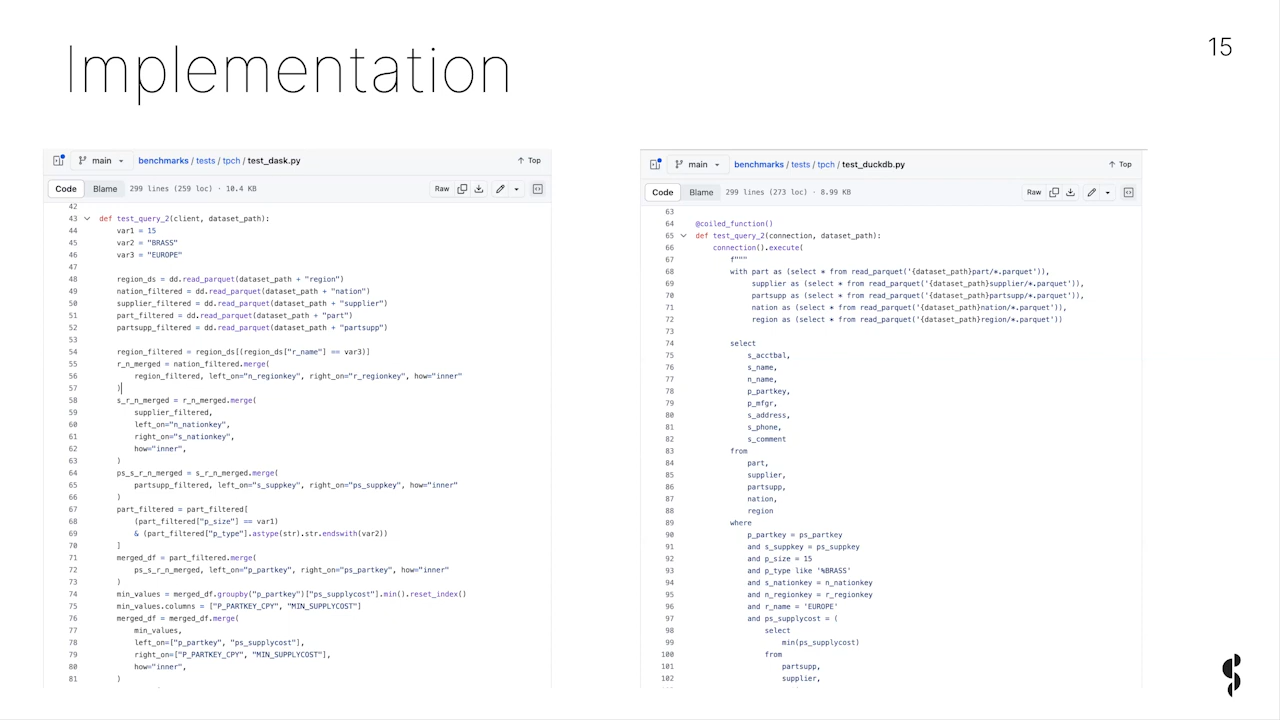 Implementation
15
main
benchmarks / tests / tpch / test_dask.py
Top
Code Blame 299 lines (259 loc) · 10.4 KB
Raw
42
43 def test_query_2(client, dataset_path):
44 var1 = 15
45 var2 = "BRASS"
46 var3 = "EUROPE"
47
48 region_ds = dd.read_parquet(dataset_path + "region")
49 nation_filtered = dd.read_parquet(dataset_path + "nation")
50 supplier_filtered = dd.read_parquet(dataset_path + "supplier")
51 part_filtered = dd.read_parquet(dataset_path + "part")
52 partsupp_filtered = dd.read_parquet(dataset_path + "partsupp")
53
54 region_filtered = region_ds[(region_ds["r_name"] == var3)]
55 r_n_merged = nation_filtered.merge(
56 region_filtered, left_on="n_regionkey", right_on="r_regionkey", how="inner"
57 )
58 s_r_n_merged = r_n_merged.merge(
59 supplier_filtered,
60 left_on="n_nationkey",
61 right_on="s_nationkey",
62 how="inner",
63 )
64 ps_s_r_n_merged = s_r_n_merged.merge(
65 partsupp_filtered, left_on="s_suppkey", right_on="ps_suppkey", how="inner"
66 )
67 part_filtered = part_filtered[
68 (part_filtered["p_size"] == var1)
69 & (part_filtered["p_type"].astype(str).str.endswith(var2))
70 ]
71 merged_df = part_filtered.merge(
72 ps_s_r_n_merged, left_on="p_partkey", right_on="ps_partkey", how="inner"
73 )
74 min_values = merged_df.groupby("p_partkey")["ps_supplycost"].min().reset_index()
75 min_values.columns = ["P_PARTKEY_CPY", "MIN_SUPPLYCOST"]
76 merged_df = merged_df.merge(
77 min_values,
78 left_on=["p_partkey", "ps_supplycost"],
79 right_on=["P_PARTKEY_CPY", "MIN_SUPPLYCOST"],
80 how="inner",
81 )
main
benchmarks / tests / tpch / test_duckdb.py
Top
Code Blame 299 lines (273 loc) · 8.99 KB
Raw
63
64 @coiled_function()
65 def test_query_2(connection, dataset_path):
66 connection().execute(
67 f"""
68 with part as (select * from read_parquet('{dataset_path}part/*.parquet')),
69 supplier as (select * from read_parquet('{dataset_path}supplier/*.parquet')),
70 partsupp as (select * from read_parquet('{dataset_path}partsupp/*.parquet')),
71 nation as (select * from read_parquet('{dataset_path}nation/*.parquet')),
72 region as (select * from read_parquet('{dataset_path}region/*.parquet'))
73
74 select
75 s_acctbal,
76 s_name,
77 n_name,
78 p_partkey,
79 p_mfgr,
80 s_address,
81 s_phone,
82 s_comment
83 from
84 part,
85 supplier,
86 partsupp,
87 nation,
88 region
89 where
90 p_partkey = ps_partkey
91 and s_suppkey = ps_suppkey
92 and p_size = 15
93 and p_type like '%BRASS'
94 and s_nationkey = n_nationkey
95 and n_regionkey = r_regionkey
96 and r_name = 'EUROPE'
97 and ps_supplycost = (
98 select
99 min(ps_supplycost)
100 from
101 partsupp,
102 supplier,